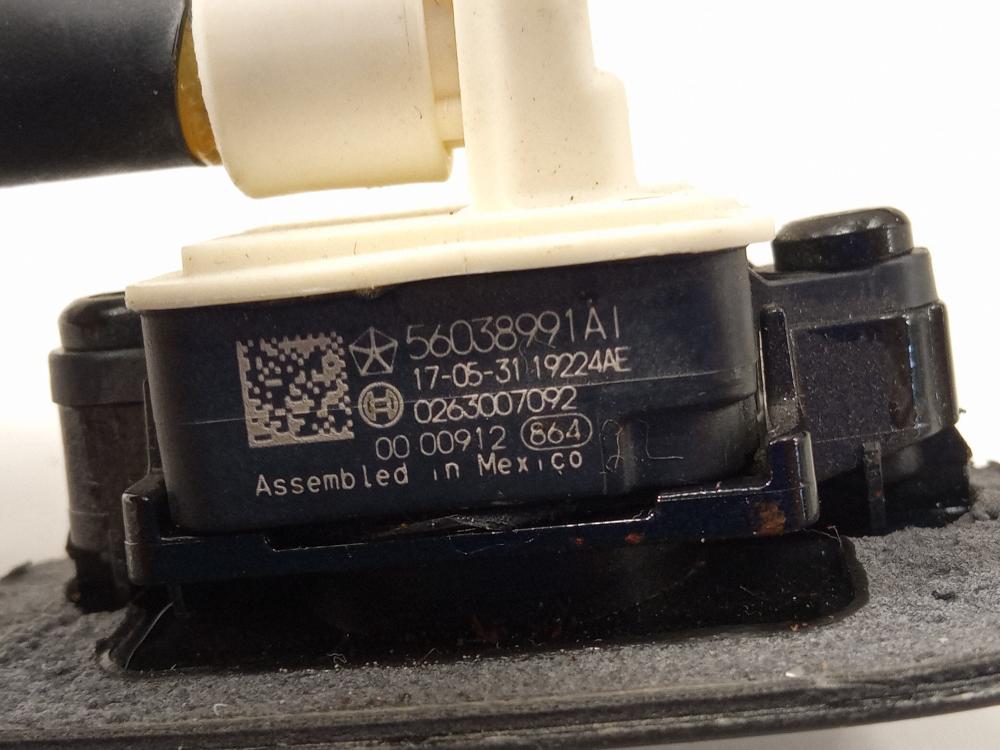 56038991AI
17-05-31 19224AE
0263007092
00 00912 864
Assembled in Mexico